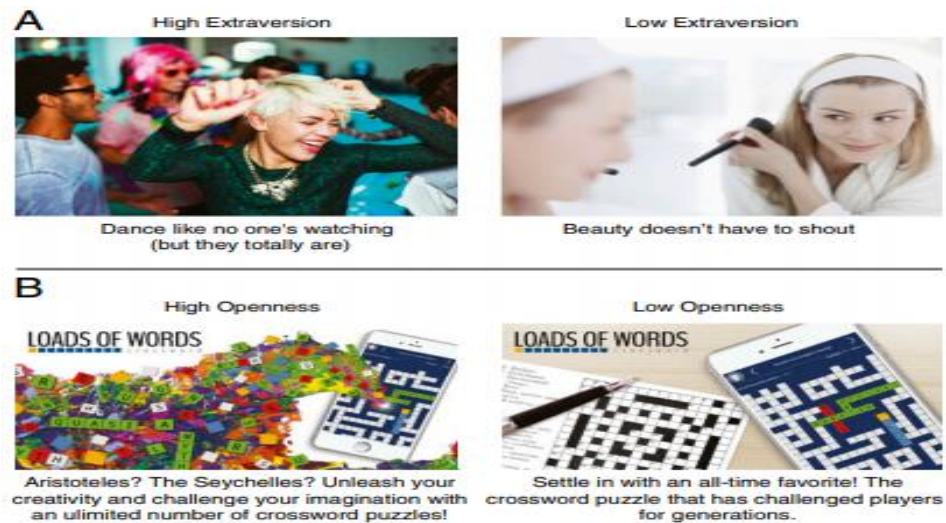 A
High Extraversion
Low Extraversion
Dance like no one's watching
(but they totally are)
Beauty doesn't have to shout
B
High Openness
Low Openness
LOADS OF WORDS
LOADS OF WORDS
QUASI A
Aristoteles? The Seychelles? Unleash your
creativity and challenge your imagination with
an ulimited number of crossword puzzles!
Settle in with an all-time favorite! The
crossword puzzle that has challenged players
for generations.